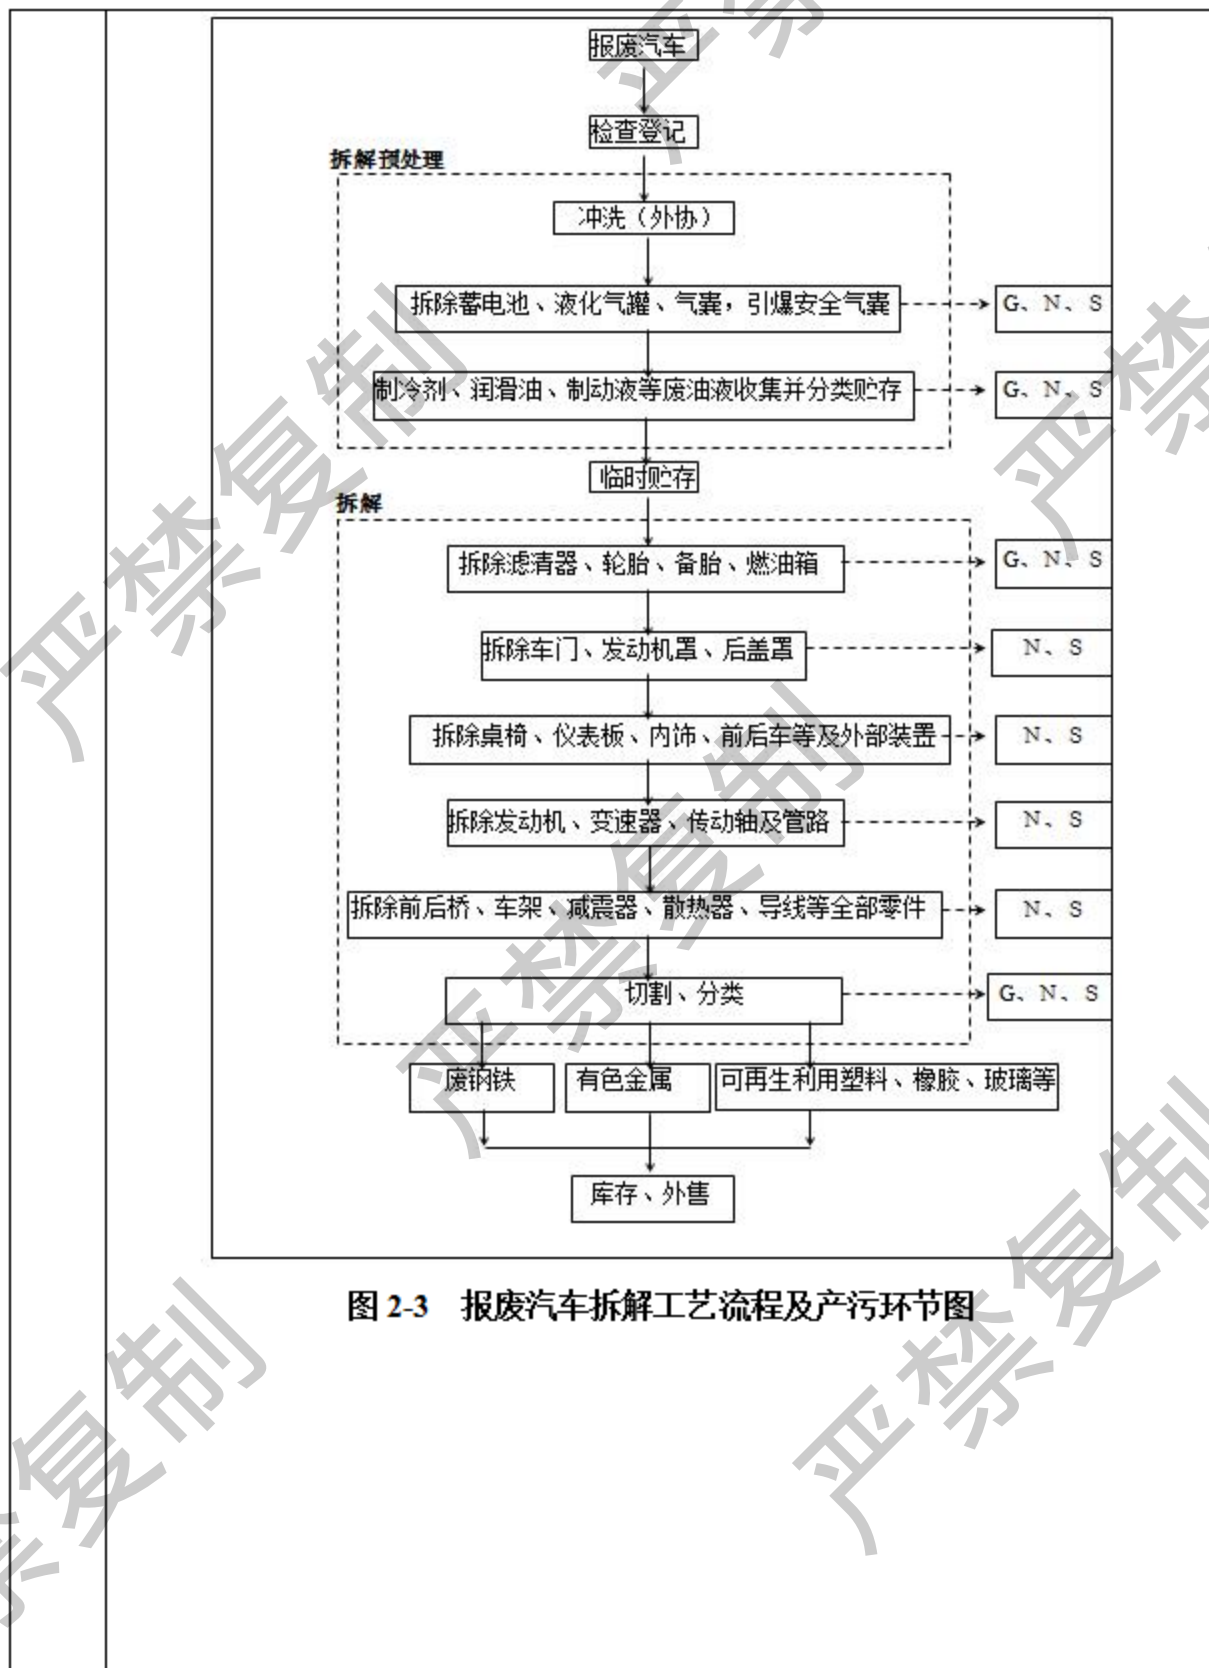 报废汽车
检查登记
拆解预处理
冲洗（外协）
拆除蓄电池、液化气罐、气囊，引爆安全气囊
G、N、S
制冷剂、润滑油、制动液等废油液收集并分类贮存
G、N、S
临时贮存
拆解
拆除滤清器、轮胎、备胎、燃油箱
G、N、S
拆除车门、发动机罩、后盖罩
N、S
拆除桌椅、仪表板、内饰、前后车等及外部装置
N、S
拆除发动机、变速器、传动轴及管路
N、S
拆除前后桥、车架、减震器、散热器、导线等全部零件
N、S
切割、分类
G、N、S
废钢铁
有色金属
可再生利用塑料、橡胶、玻璃等
库存、外售
图 2-3 报废汽车拆解工艺流程及产污环节图
严禁
严禁
严禁复制
严禁复制
严禁复制
禁复制